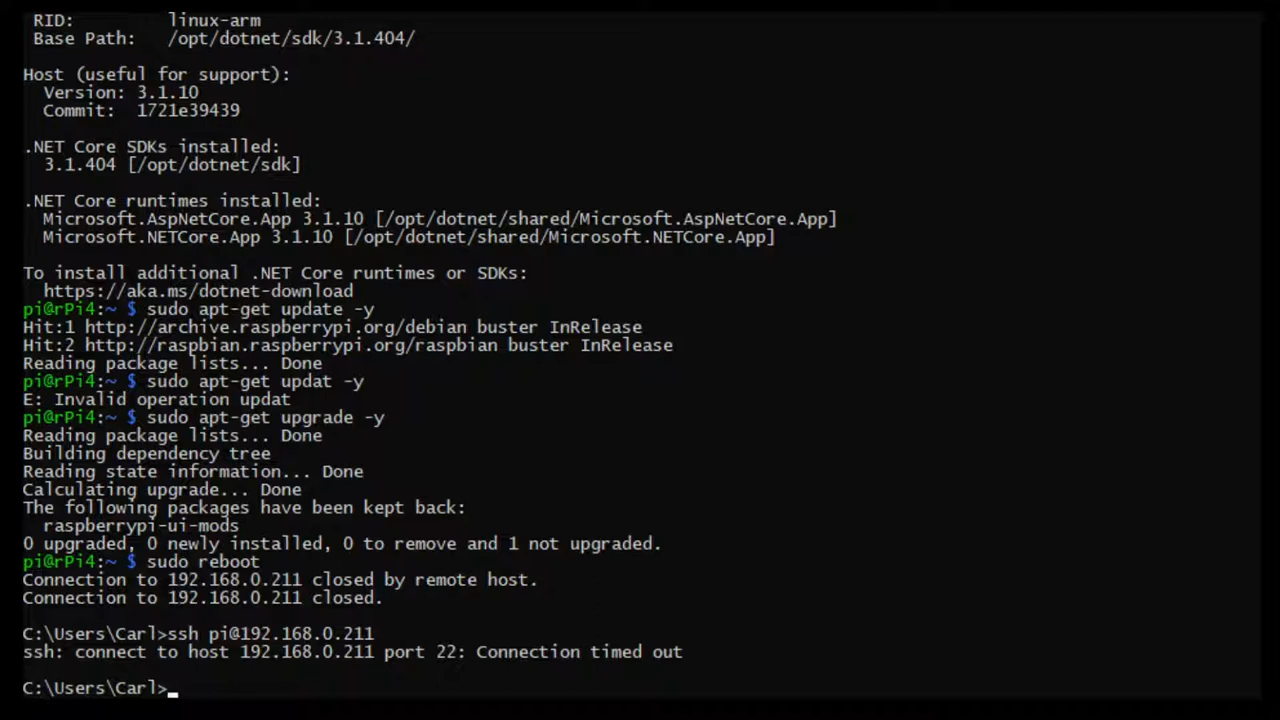 RID:      linux-arm
Base Path:   /opt/dotnet/sdk/3.1.404/
Host (useful for support):
Version: 3.1.10
Commit:  1721e39439
.NET Core SDKs installed:
3.1.404 [/opt/dotnet/sdk]
.NET Core runtimes installed:
Microsoft.AspNetCore.App 3.1.10 [/opt/dotnet/shared/Microsoft.AspNetCore.App]
Microsoft.NETCore.App 3.1.10 [/opt/dotnet/shared/Microsoft.NETCore.App]
To install additional .NET Core runtimes or SDKs:
https://aka.ms/dotnet-download
pi@rPi4:~ $ sudo apt-get update -y
Hit:1 http://archive.raspberrypi.org/debian buster InRelease
Hit:2 http://raspbian.raspberrypi.org/raspbian buster InRelease
Reading package lists... Done
pi@rPi4:~ $ sudo apt-get updat -y
E: Invalid operation updat
pi@rPi4:~ $ sudo apt-get upgrade -y
Reading package lists... Done
Building dependency tree
Reading state information... Done
Calculating upgrade... Done
The following packages have been kept back:
raspberrypi-ui-mods
0 upgraded, 0 newly installed, 0 to remove and 1 not upgraded.
pi@rPi4:~ $ sudo reboot
Connection to 192.168.0.211 closed by remote host.
Connection to 192.168.0.211 closed.
C:\Users\Carl>ssh pi@192.168.0.211
ssh: connect to host 192.168.0.211 port 22: Connection timed out
C:\Users\Carl>